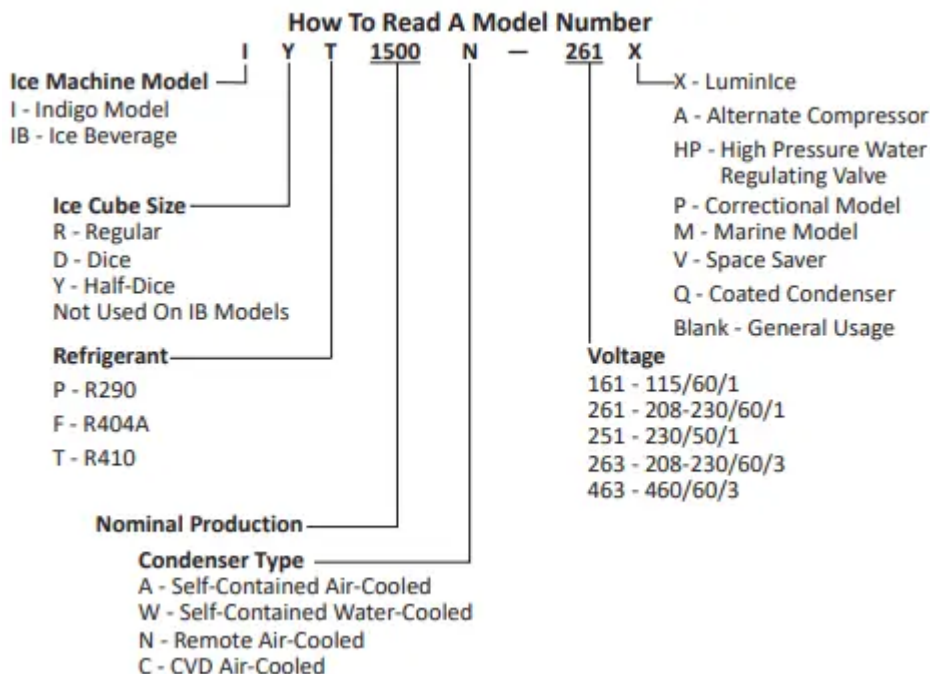 How To Read A Model Number
I Y T 1500 N — 261 X
Ice Machine Model
I - Indigo Model
IB - Ice Beverage
Ice Cube Size
R - Regular
D - Dice
Y - Half-Dice
Not Used On IB Models
Refrigerant
P - R290
F - R404A
T - R410
Nominal Production
Condenser Type
A - Self-Contained Air-Cooled
W - Self-Contained Water-Cooled
N - Remote Air-Cooled
C - CVD Air-Cooled
X - LuminIce
A - Alternate Compressor
HP - High Pressure Water
Regulating Valve
P - Correctional Model
M - Marine Model
V - Space Saver
Q - Coated Condenser
Blank - General Usage
Voltage
161 - 115/60/1
261 - 208-230/60/1
251 - 230/50/1
263 - 208-230/60/3
463 - 460/60/3